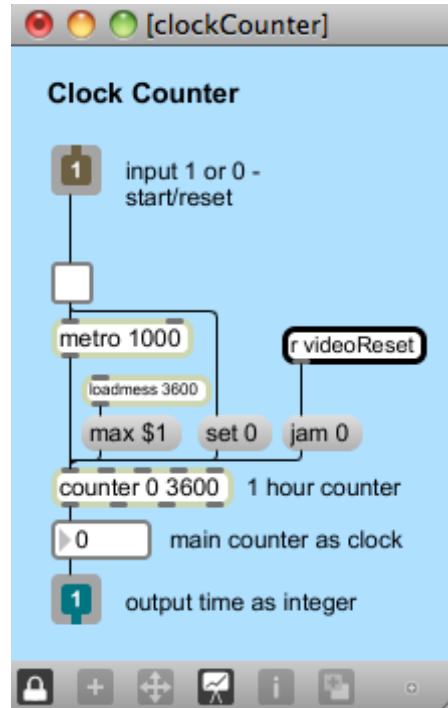 [clockCounter]
Clock Counter
1
input 1 or 0 -
start/reset
metro 1000
r videoReset
loadmess 3600
max $1
set 0
jam 0
counter 0 3600
1 hour counter
0
main counter as clock
1
output time as integer